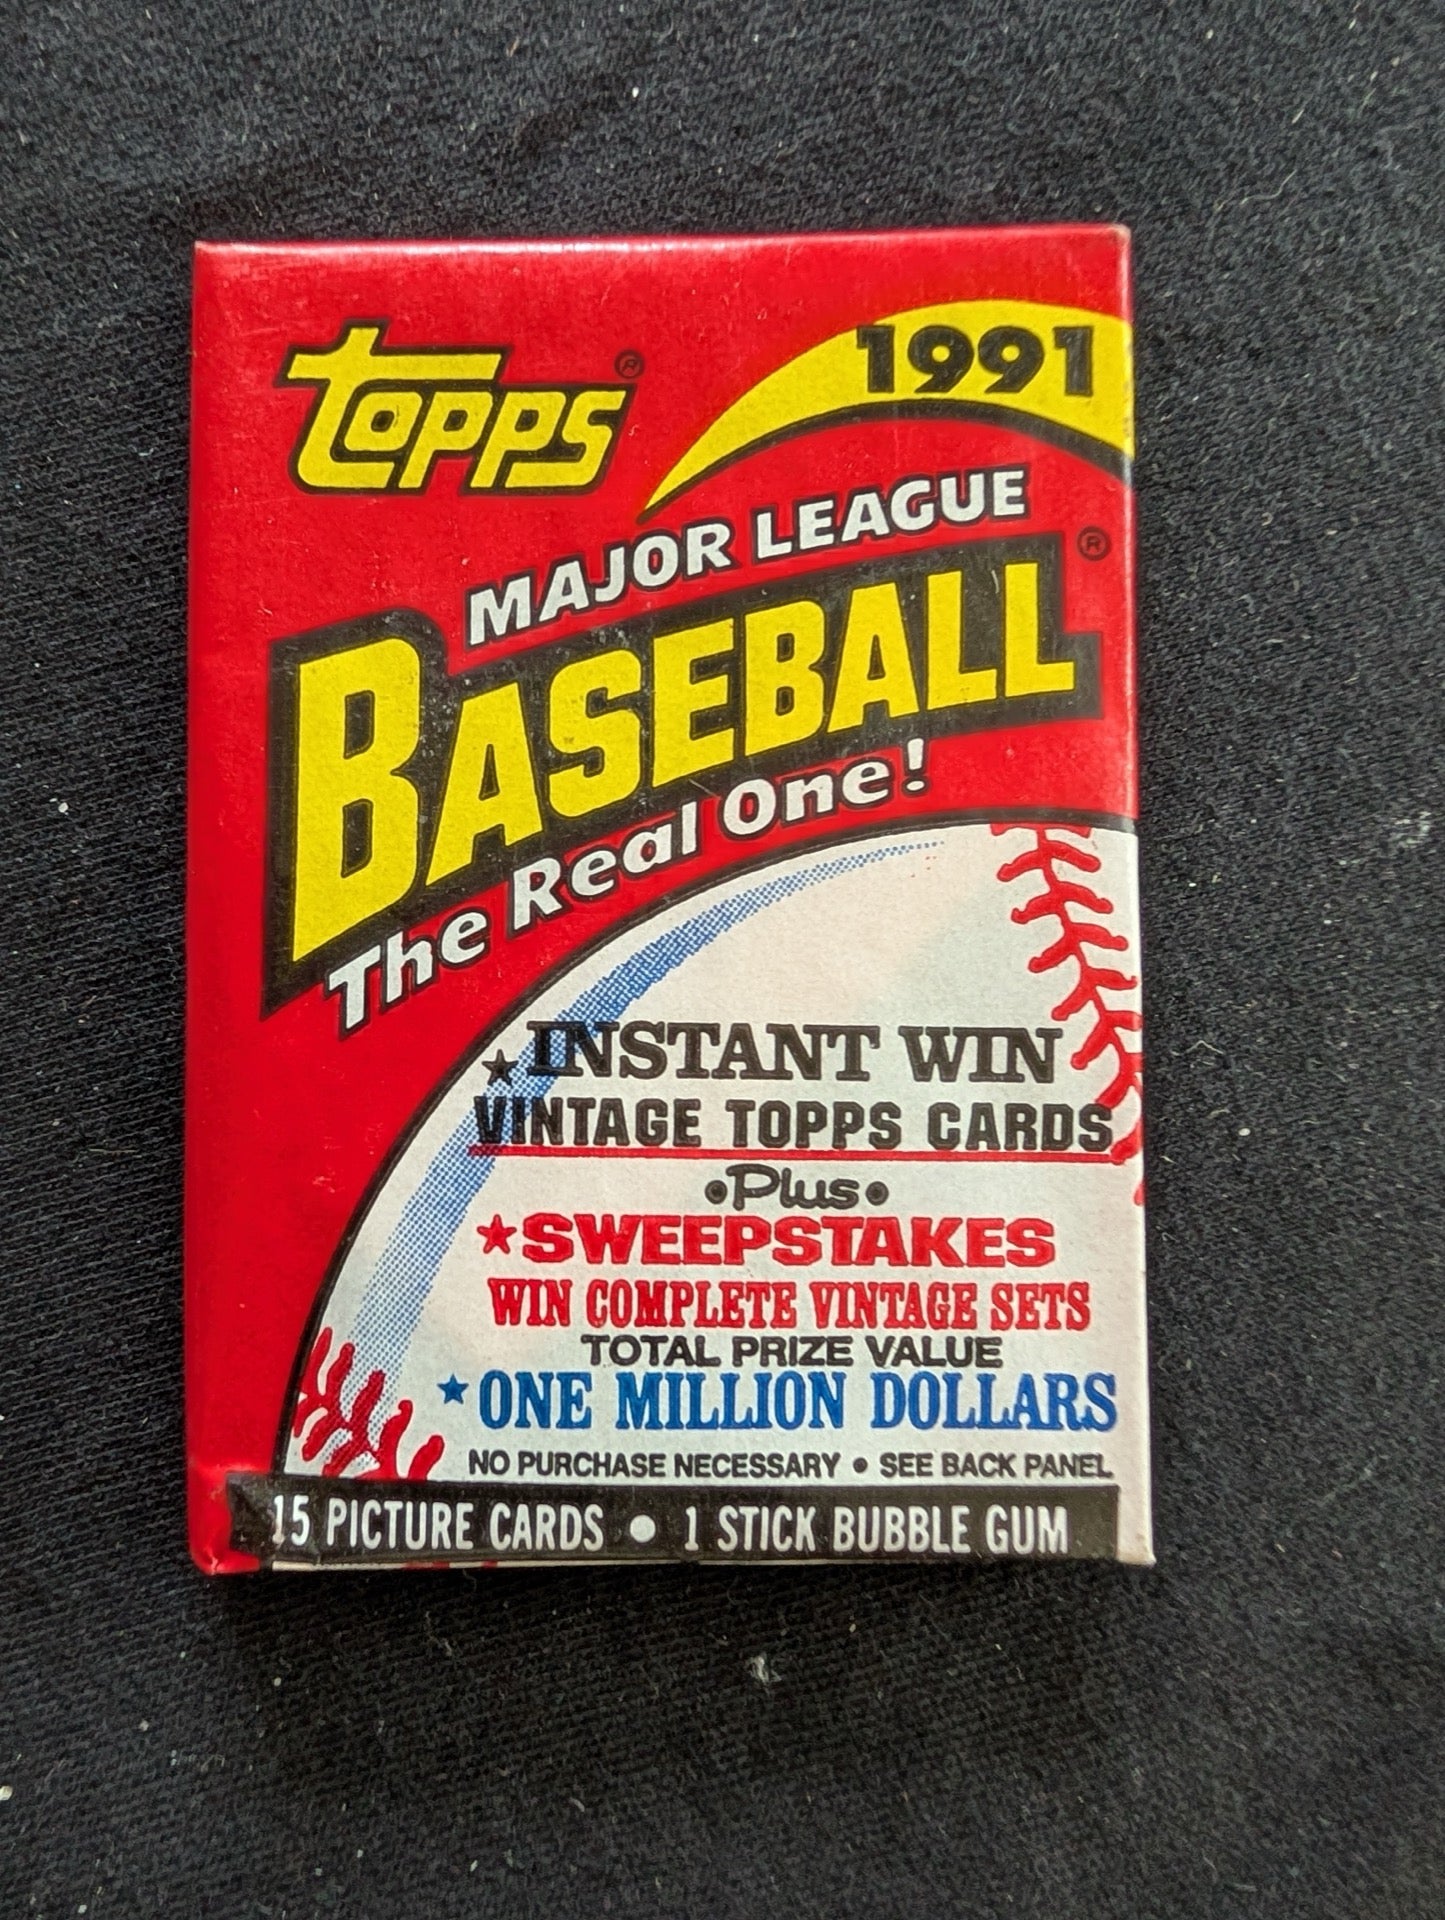 topps®
1991
MAJOR LEAGUE
BASEBALL®
The Real One!
★INSTANT WIN
VINTAGE TOPPS CARDS
•Plus•
★SWEEPSTAKES
WIN COMPLETE VINTAGE SETS
TOTAL PRIZE VALUE
★ONE MILLION DOLLARS
NO PURCHASE NECESSARY • SEE BACK PANEL
15 PICTURE CARDS ● 1 STICK BUBBLE GUM